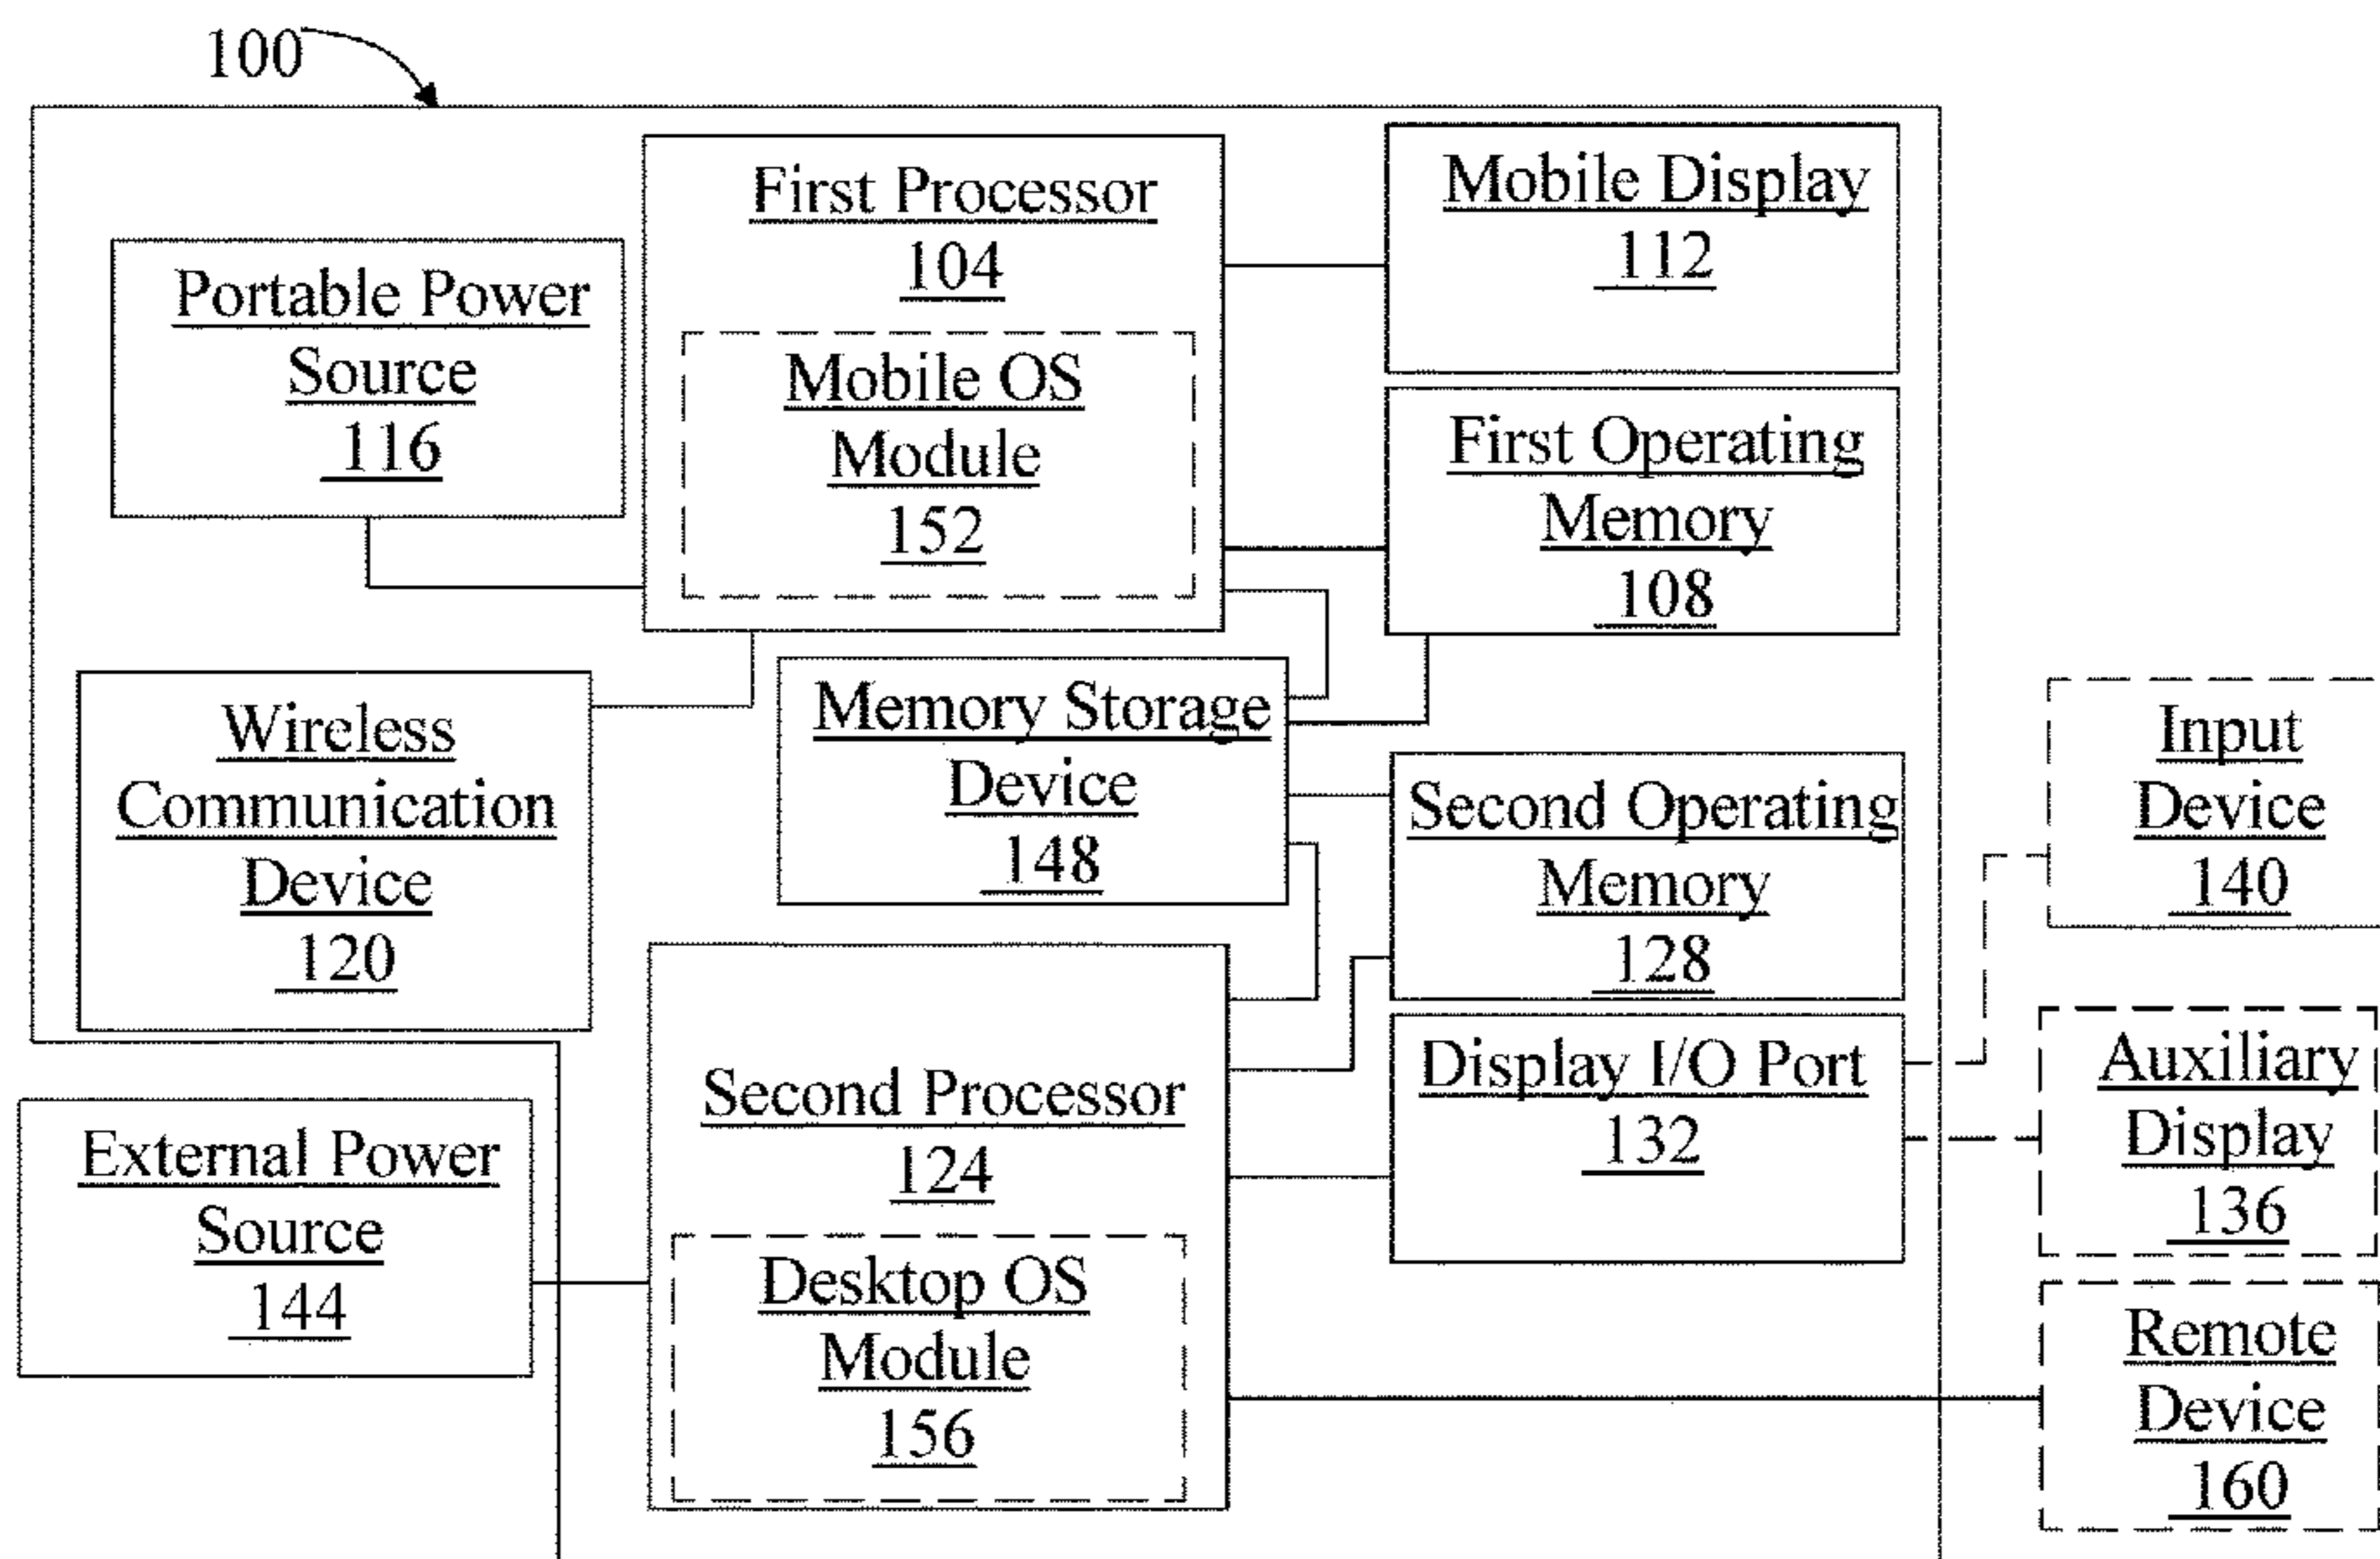 100
First Processor
104
Mobile OS
Module
152
Mobile Display
112
Portable Power
Source
116
First Operating
Memory
108
Wireless
Communication
Device
120
Memory Storage
Device
148
Second Operating
Memory
128
Input
Device
140
Second Processor
124
Desktop OS
Module
156
Display I/O Port
132
Auxiliary
Display
136
External Power
Source
144
Remote
Device
160